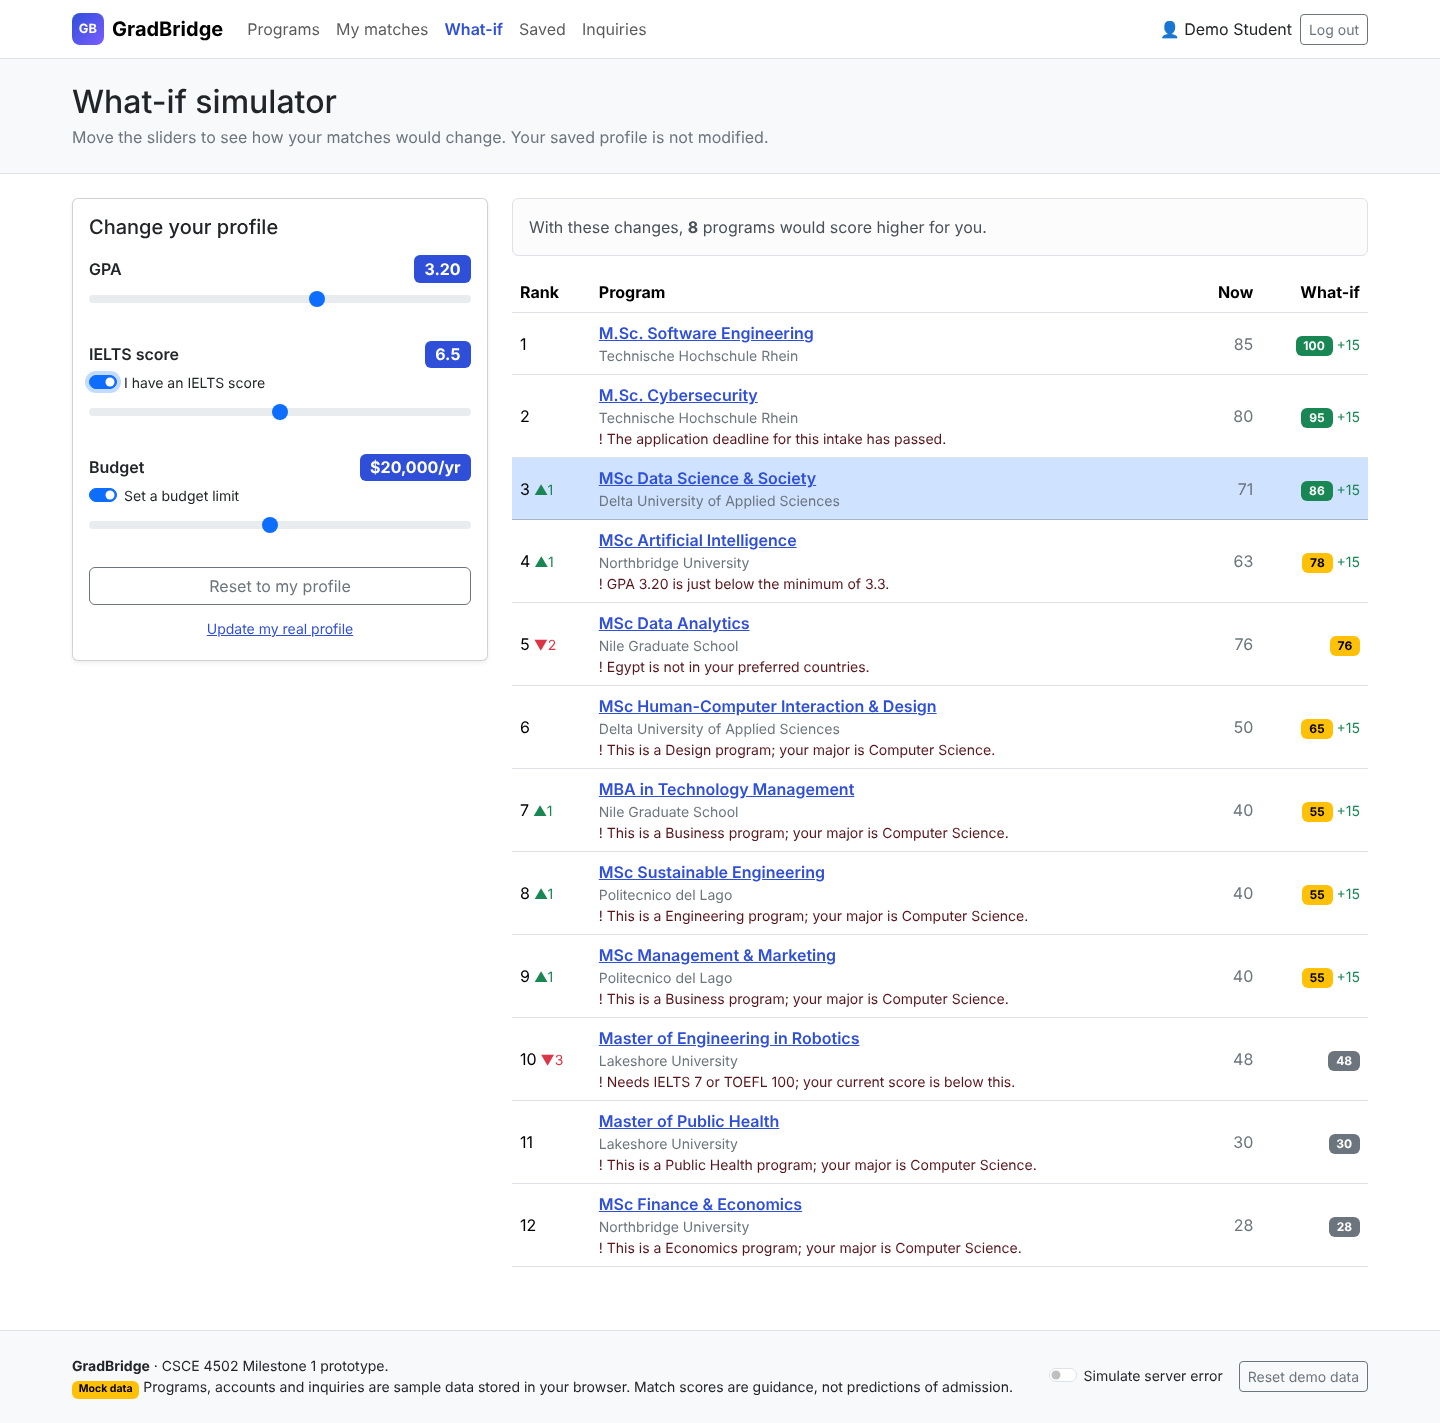 GB GradBridge Programs My matches What-if Saved Inquiries 👤 Demo Student Log out
What-if simulator
Move the sliders to see how your matches would change. Your saved profile is not modified.
Change your profile
GPA 3.20
IELTS score 6.5
I have an IELTS score
Budget $20,000/yr
Set a budget limit
Reset to my profile
Update my real profile
With these changes, 8 programs would score higher for you.
Rank Program Now What-if
M.Sc. Software Engineering
1 85 100 +15
Technische Hochschule Rhein
M.Sc. Cybersecurity
2 Technische Hochschule Rhein 80 95 +15
! The application deadline for this intake has passed.
MSc Data Science & Society
3 ▲1 71 86 +15
Delta University of Applied Sciences
MSc Artificial Intelligence
4 ▲1 Northbridge University 63 78 +15
! GPA 3.20 is just below the minimum of 3.3.
MSc Data Analytics
5 ▼2 Nile Graduate School 76 76
! Egypt is not in your preferred countries.
MSc Human-Computer Interaction & Design
6 Delta University of Applied Sciences 50 65 +15
! This is a Design program; your major is Computer Science.
MBA in Technology Management
7 ▲1 Nile Graduate School 40 55 +15
! This is a Business program; your major is Computer Science.
MSc Sustainable Engineering
8 ▲1 Politecnico del Lago 40 55 +15
! This is a Engineering program; your major is Computer Science.
MSc Management & Marketing
9 ▲1 Politecnico del Lago 40 55 +15
! This is a Business program; your major is Computer Science.
Master of Engineering in Robotics
10 ▼3 Lakeshore University 48 48
! Needs IELTS 7 or TOEFL 100; your current score is below this.
Master of Public Health
11 Lakeshore University 30 30
! This is a Public Health program; your major is Computer Science.
MSc Finance & Economics
12 Northbridge University 28 28
! This is a Economics program; your major is Computer Science.
GradBridge · CSCE 4502 Milestone 1 prototype.
Mock data Programs, accounts and inquiries are sample data stored in your browser. Match scores are guidance, not predictions of admission.
Simulate server error Reset demo data